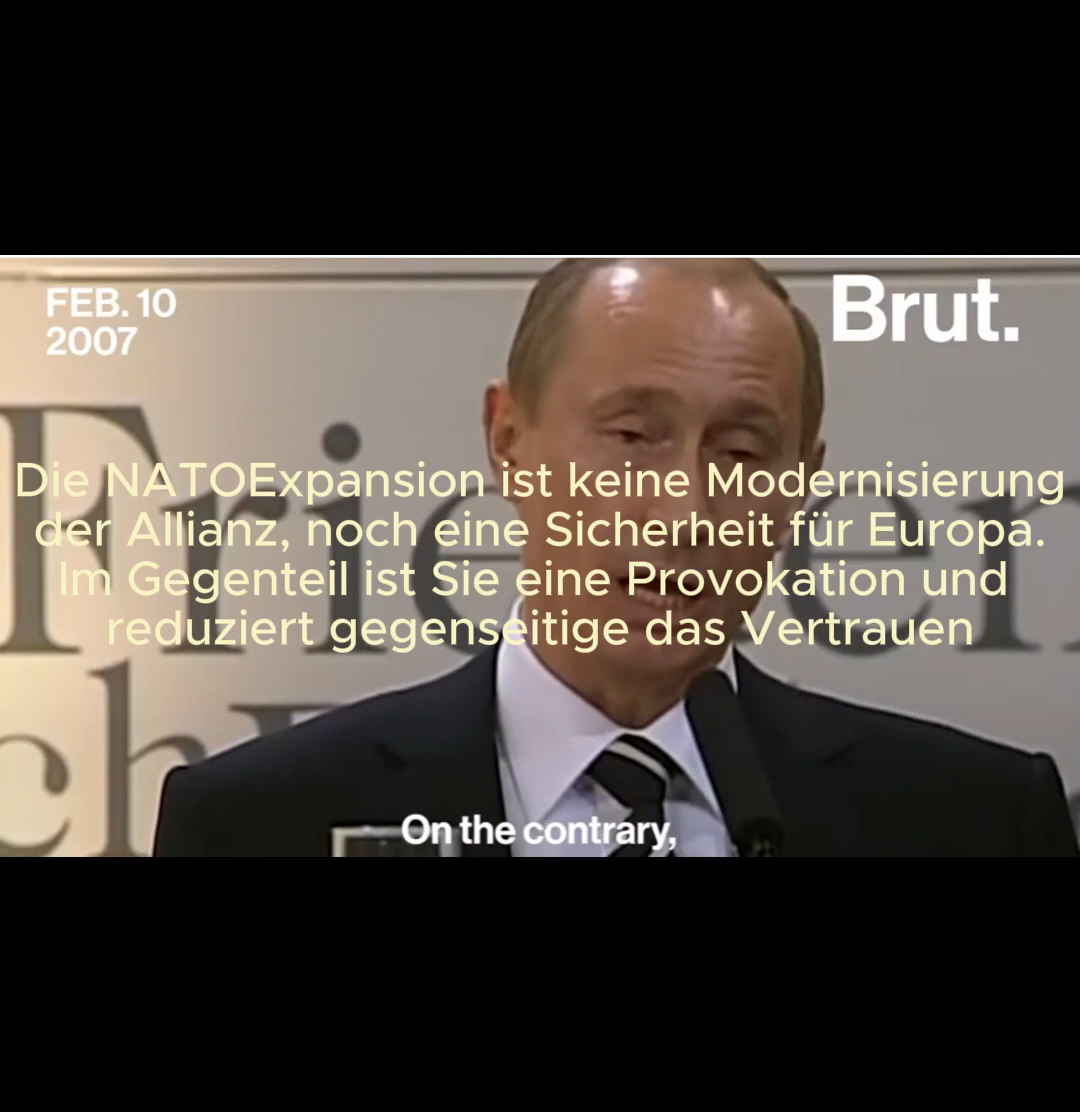 FEB. 10
2007
Brut.
Die NATOExpansion ist keine Modernisierung
der Allianz, noch eine Sicherheit für Europa.
Im Gegenteil ist Sie eine Provokation und
reduziert gegenseitige das Vertrauen
On the contrary,